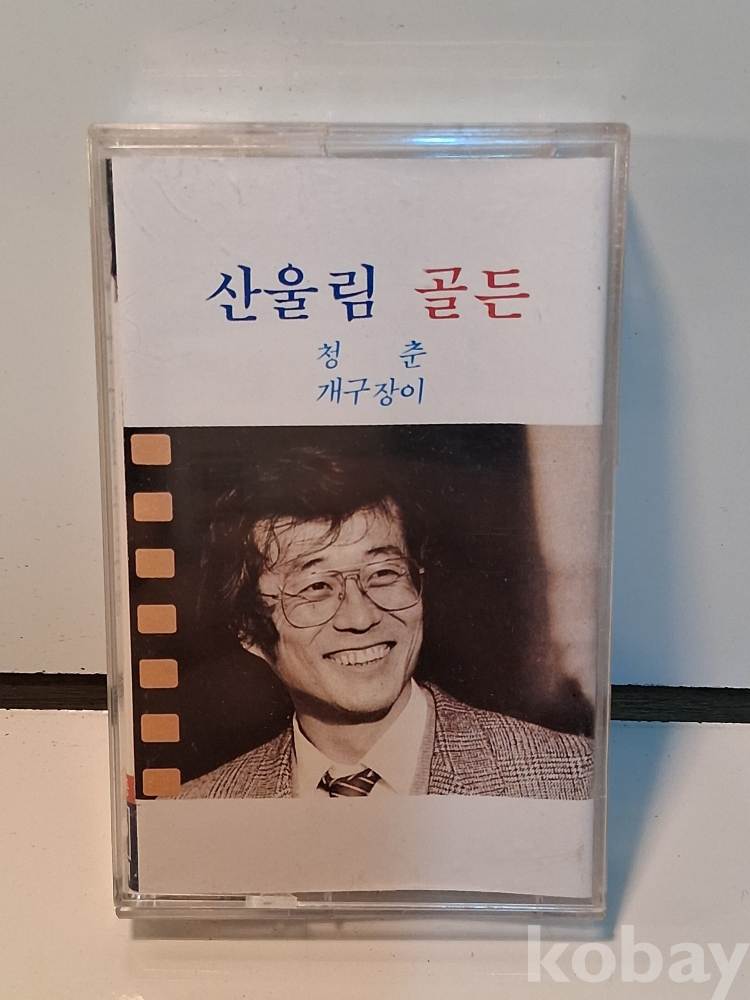 산울림 골든
청 춘
개구장이
kobay